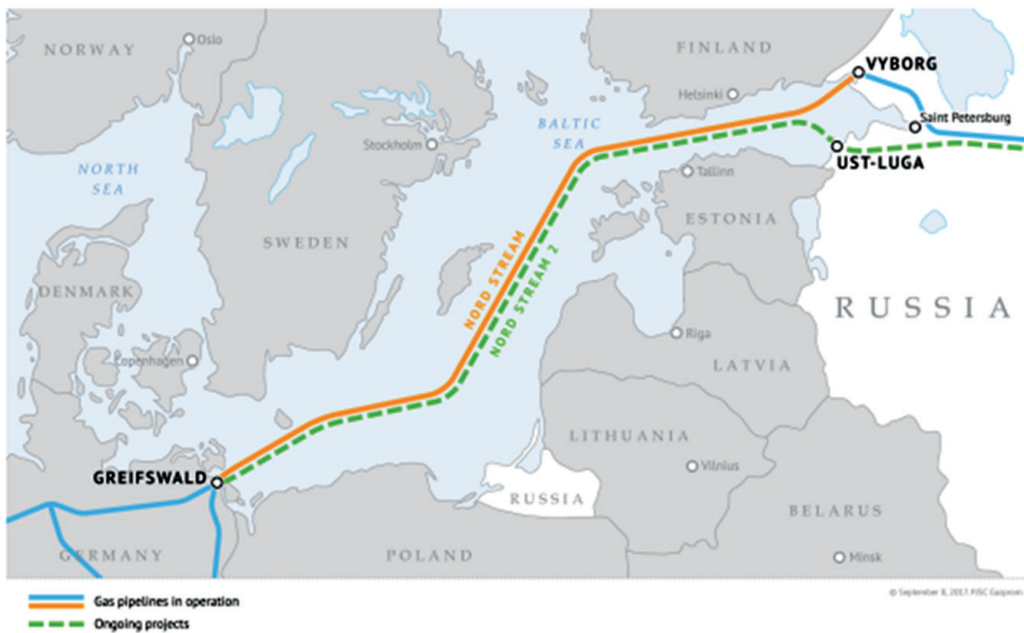 NORWAY
Oslo
FINLAND
VYBORG
Helsinki
Saint Petersburg
BALTIC
SEA
Stockholm
UST-LUGA
NORTH
SEA
Tallinn
ESTONIA
SWEDEN
NORD STREAM
NORD STREAM 2
DENMARK
RUSSIA
Riga
Copenhagen
LATVIA
LITHUANIA
Vilnius
GREIFSWALD
RUSSIA
BELARUS
GERMANY
POLAND
Minsk
© September 8, 2017. PJSC Gazprom
Gas pipelines in operation
Ongoing projects